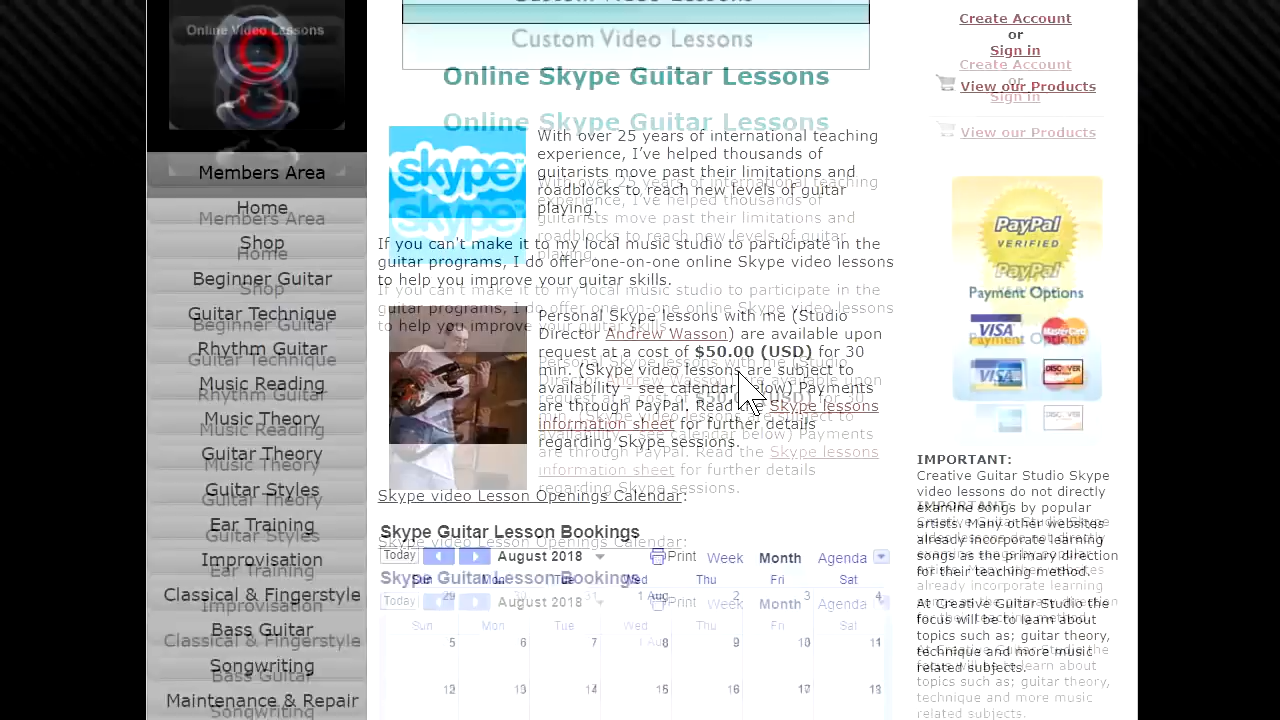 Online Video Lessons
Members Area
Home
Shop
Beginner Guitar
Guitar Technique
Rhythm Guitar
Music Reading
Music Theory
Guitar Theory
Guitar Styles
Ear Training
Improvisation
Classical & Fingerstyle
Bass Guitar
Songwriting
Maintenance & Repair
Custom Video Lessons
Online Skype Guitar Lessons
skype
With over 25 years of international teaching
experience, I've helped thousands of
guitarists move past their limitations and
roadblocks to reach new levels of guitar
playing.
If you can't make it to my local music studio to participate in the
guitar programs, I do offer one-on-one online Skype video lessons
to help you improve your guitar skills.
Personal Skype lessons with me (Studio
Director Andrew Wasson) are available upon
request at a cost of $50.00 (USD) for 30
min. (Skype video lessons are subject to
availability - see calendar below) Payments
are through PayPal. Read the Skype lessons
information sheet for further details
regarding Skype sessions.
Skype video Lesson Openings Calendar:
Skype Guitar Lesson Bookings
Today August 2018 Print Week Month Agenda
Sun Mon Tue Wed Thu Fri Sat
29 30 31 1 Aug 2 3 4
5 6 7 8 9 10 11
12 13 14 15 16 17 18
Create Account
or
Sign in
View our Products
PayPal
VERIFIED
Payment Options
VISA MasterCard
DISCOVER
IMPORTANT:
Creative Guitar Studio Skype
video lessons do not directly
examine songs by popular
artists. Many other websites
already incorporate learning
songs as the primary direction
for their teaching method.
At Creative Guitar Studio the
focus will be to learn about
topics such as; guitar theory,
technique and more music
related subjects.